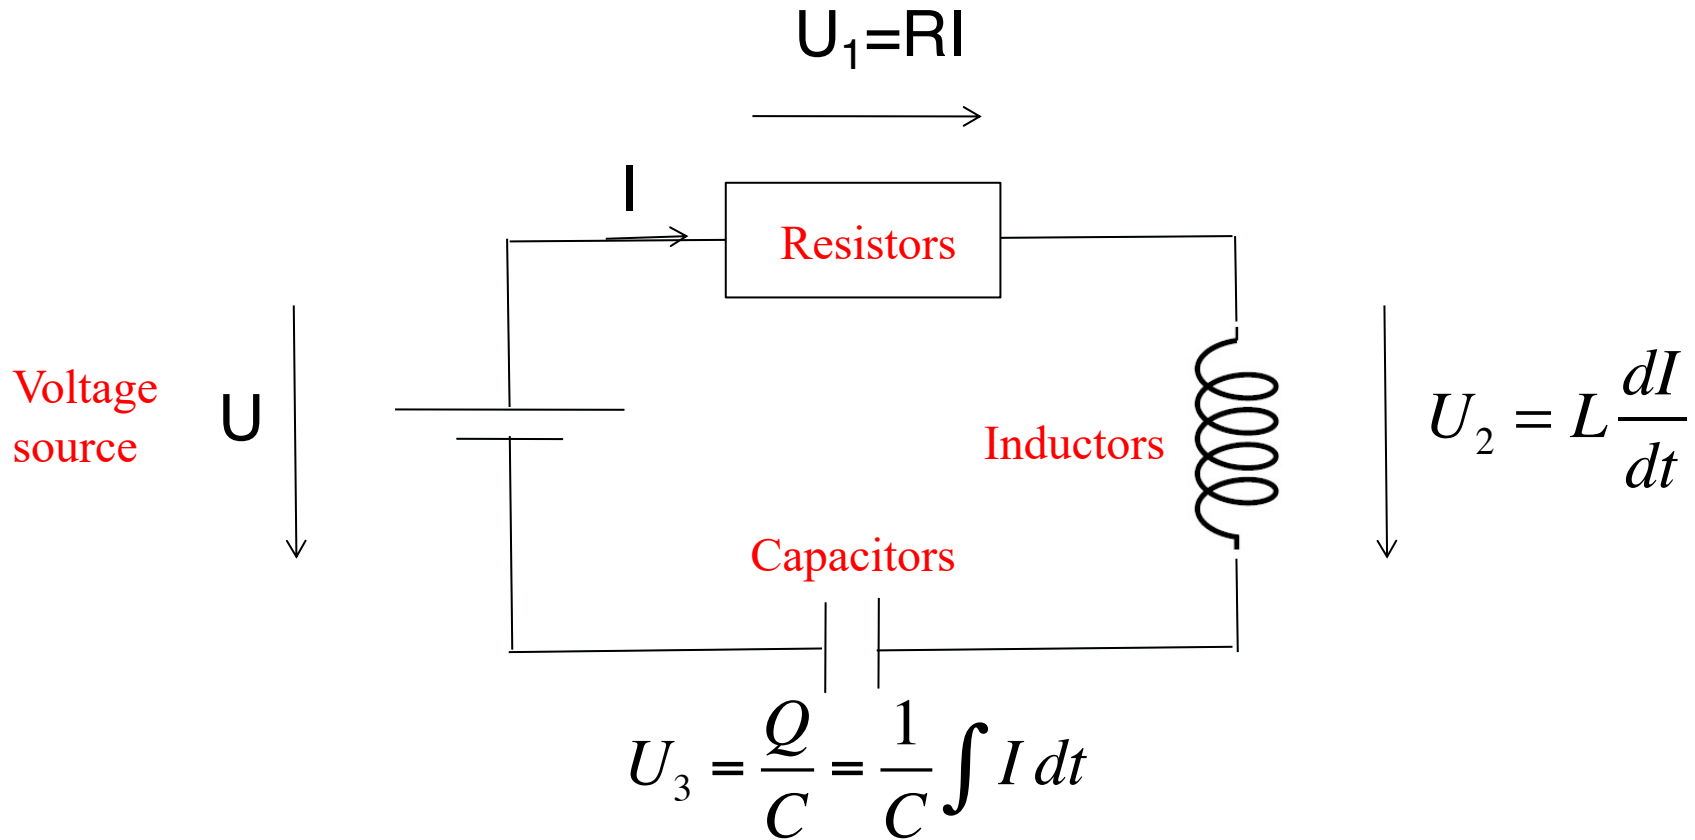 U₁=RI
I
Resistors
Voltage
source
U
Inductors
U₂ = L dI/dt
Capacitors
U₃ = Q/C = 1/C ∫ I dt